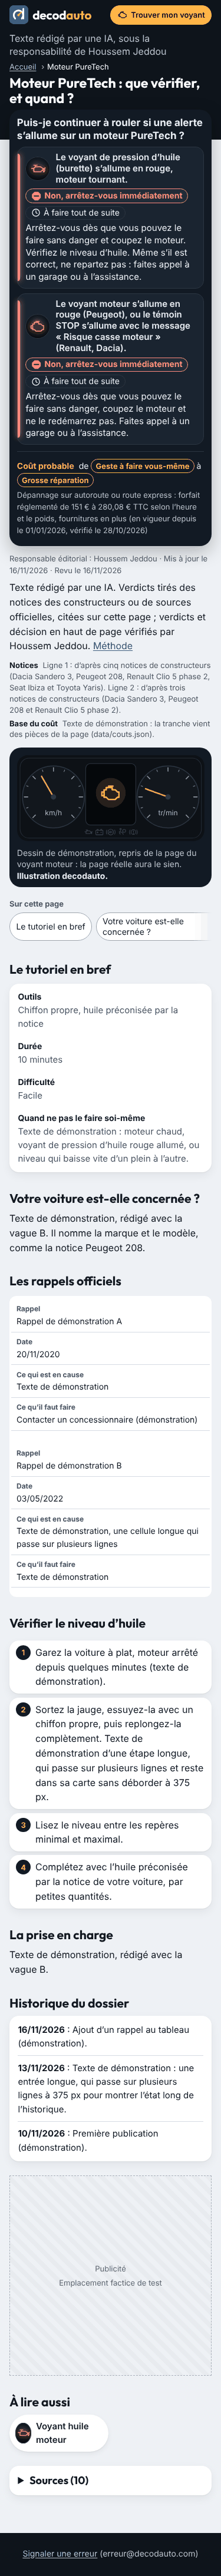 decodauto
Trouver mon voyant
Texte rédigé par une IA, sous la
responsabilité de Houssem Jeddou
Accueil › Moteur PureTech
Moteur PureTech : que vérifier,
et quand ?
Puis-je continuer à rouler si une alerte
s’allume sur un moteur PureTech ?
Le voyant de pression d’huile
(burette) s’allume en rouge,
moteur tournant.
Non, arrêtez-vous immédiatement
À faire tout de suite
Arrêtez-vous dès que vous pouvez le
faire sans danger et coupez le moteur.
Vérifiez le niveau d’huile. Même s’il est
correct, ne repartez pas : faites appel à
un garage ou à l’assistance.
Le voyant moteur s’allume en
rouge (Peugeot), ou le témoin
STOP s’allume avec le message
« Risque casse moteur »
(Renault, Dacia).
Non, arrêtez-vous immédiatement
À faire tout de suite
Arrêtez-vous dès que vous pouvez le
faire sans danger, coupez le moteur et
ne le redémarrez pas. Faites appel à un
garage ou à l’assistance.
Coût probable de Geste à faire vous-même à
Grosse réparation
Dépannage sur autoroute ou route express : forfait
réglementé de 151 € à 280,08 € TTC selon l’heure
et le poids, fournitures en plus (en vigueur depuis
le 01/01/2026, vérifié le 28/10/2026)
Responsable éditorial : Houssem Jeddou · Mis à jour le
16/11/2026 · Revu le 16/11/2026
Texte rédigé par une IA. Verdicts tirés des
notices des constructeurs ou de sources
officielles, citées sur cette page ; verdicts et
décision en haut de page vérifiés par
Houssem Jeddou. Méthode
Notices Ligne 1 : d’après cinq notices de constructeurs
(Dacia Sandero 3, Peugeot 208, Renault Clio 5 phase 2,
Seat Ibiza et Toyota Yaris). Ligne 2 : d’après trois
notices de constructeurs (Dacia Sandero 3, Peugeot
208 et Renault Clio 5 phase 2).
Base du coût Texte de démonstration : la tranche vient
des pièces de la page (data/couts.json).
km/h
tr/min
Dessin de démonstration, repris de la page du
voyant moteur : la page réelle aura le sien.
Illustration decodauto.
Sur cette page
Le tutoriel en bref
Votre voiture est-elle
concernée ?
Le tutoriel en bref
Outils
Chiffon propre, huile préconisée par la
notice
Durée
10 minutes
Difficulté
Facile
Quand ne pas le faire soi-même
Texte de démonstration : moteur chaud,
voyant de pression d’huile rouge allumé, ou
niveau qui baisse vite d’un plein à l’autre.
Votre voiture est-elle concernée ?
Texte de démonstration, rédigé avec la
vague B. Il nomme la marque et le modèle,
comme la notice Peugeot 208.
Les rappels officiels
Rappel
Rappel de démonstration A
Date
20/11/2020
Ce qui est en cause
Texte de démonstration
Ce qu’il faut faire
Contacter un concessionnaire (démonstration)
Rappel
Rappel de démonstration B
Date
03/05/2022
Ce qui est en cause
Texte de démonstration, une cellule longue qui
passe sur plusieurs lignes
Ce qu’il faut faire
Texte de démonstration
Vérifier le niveau d’huile
1 Garez la voiture à plat, moteur arrêté
depuis quelques minutes (texte de
démonstration).
2 Sortez la jauge, essuyez-la avec un
chiffon propre, puis replongez-la
complètement. Texte de
démonstration d’une étape longue,
qui passe sur plusieurs lignes et reste
dans sa carte sans déborder à 375
px.
3 Lisez le niveau entre les repères
minimal et maximal.
4 Complétez avec l’huile préconisée
par la notice de votre voiture, par
petites quantités.
La prise en charge
Texte de démonstration, rédigé avec la
vague B.
Historique du dossier
16/11/2026 : Ajout d’un rappel au tableau
(démonstration).
13/11/2026 : Texte de démonstration : une
entrée longue, qui passe sur plusieurs
lignes à 375 px pour montrer l’état long de
l’historique.
10/11/2026 : Première publication
(démonstration).
Publicité
Emplacement factice de test
À lire aussi
Voyant huile
moteur
Sources (10)
Signaler une erreur (erreur@decodauto.com)